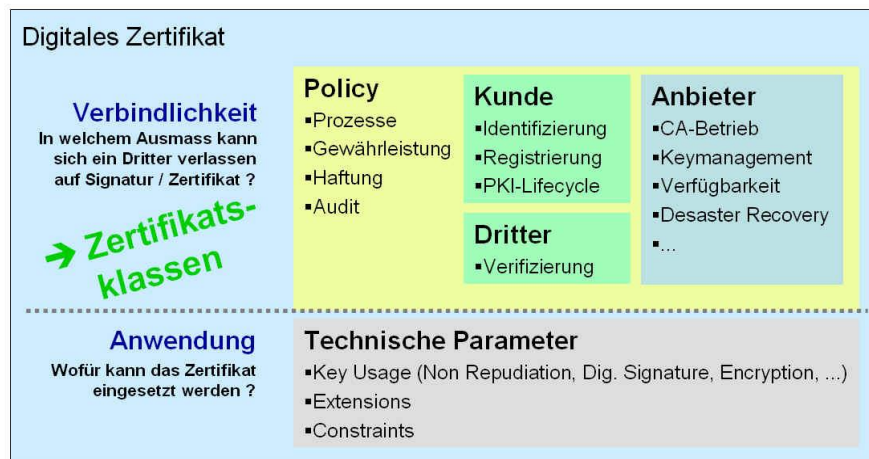 Digitales Zertifikat
Verbindlichkeit
In welchem Ausmass kann
sich ein Dritter verlassen
auf Signatur / Zertifikat ?
➔ Zertifikats-
klassen
Policy
▪Prozesse
▪Gewährleistung
▪Haftung
▪Audit
Kunde
▪Identifizierung
▪Registrierung
▪PKI-Lifecycle
Dritter
▪Verifizierung
Anbieter
▪CA-Betrieb
▪Keymanagement
▪Verfügbarkeit
▪Desaster Recovery
▪...
Anwendung
Wofür kann das Zertifikat
eingesetzt werden ?
Technische Parameter
▪Key Usage (Non Repudiation, Dig. Signature, Encryption, ...)
▪Extensions
▪Constraints